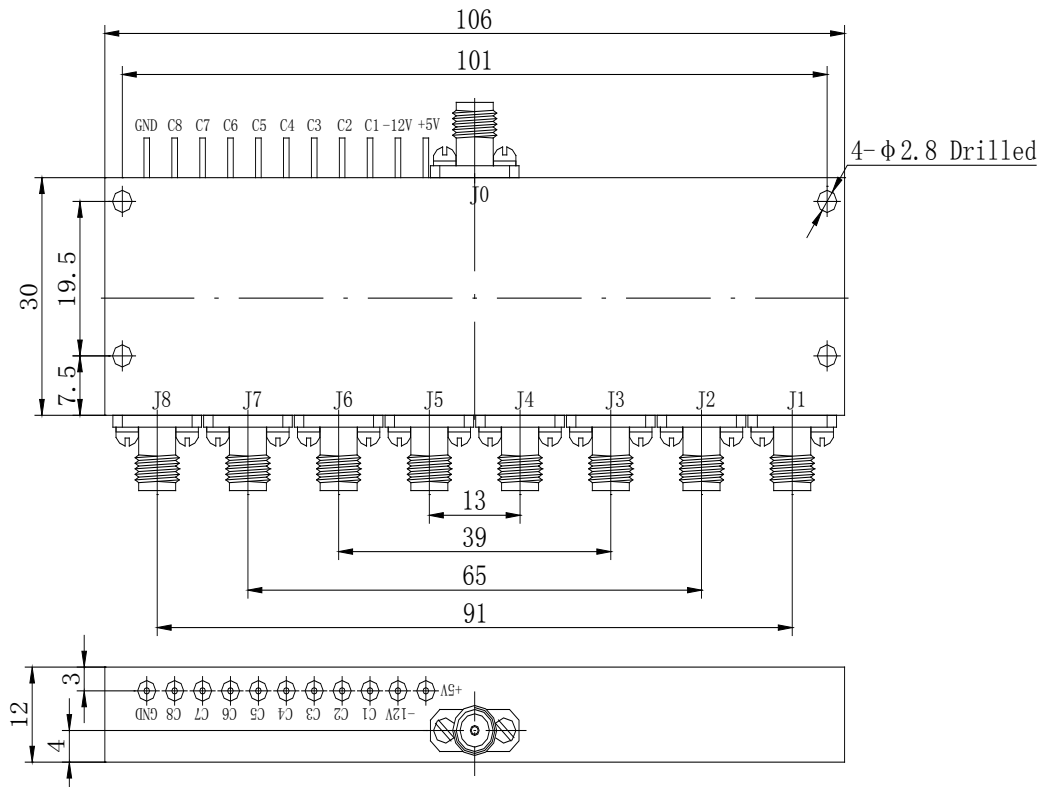 106
101
GND C8 C7 C6 C5 C4 C3 C2 C1 -12V +5V
4-φ2.8 Drilled
J0
30
19.5
7.5
J8 J7 J6 J5 J4 J3 J2 J1
13
39
65
91
12
3
4
+5V
GND C8 C7 C6 C5 C4 C3 C2 C1 -12V